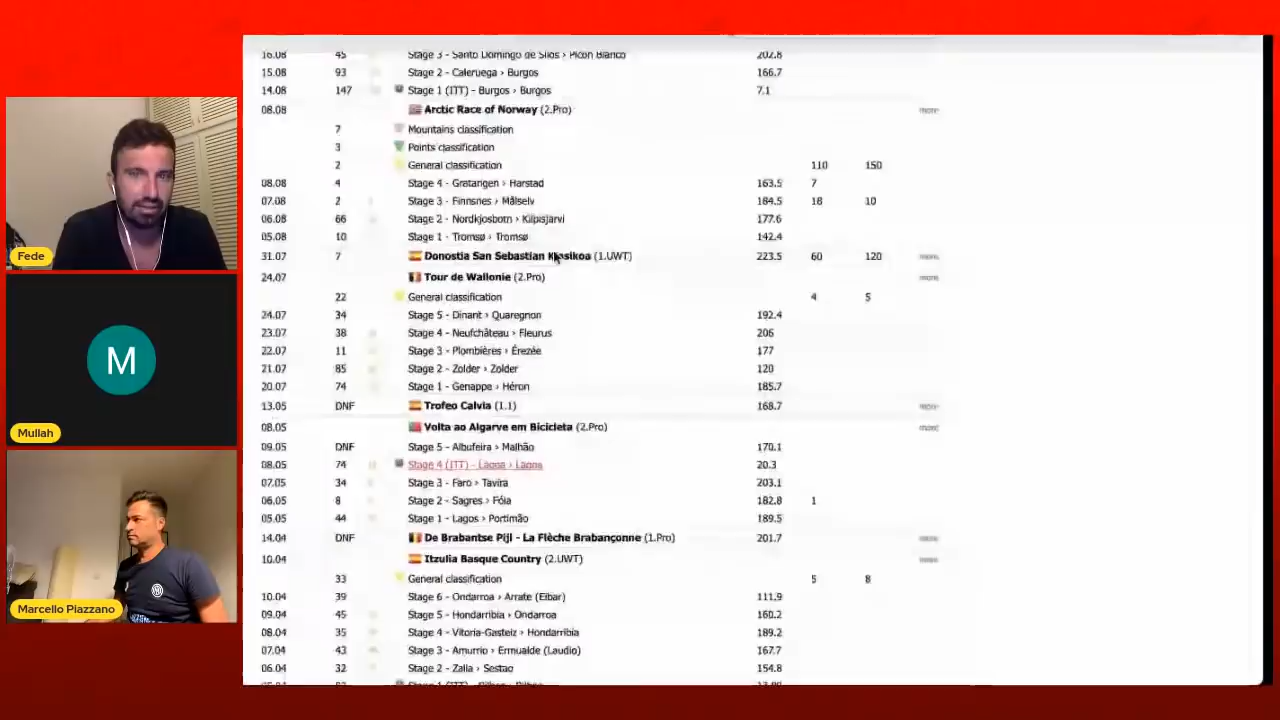 Fede
M
Mullah
Marcello Piazzano
16.08 45 Stage 3 - Santo Domingo de Silos › Picón Blanco 202.8
15.08 93 Stage 2 - Caleruega › Burgos 166.7
14.08 147 Stage 1 (ITT) - Burgos › Burgos 7.1
08.08 Arctic Race of Norway (2.Pro) more
7 Mountains classification
3 Points classification
2 General classification 110 150
08.08 4 Stage 4 - Gratangen › Harstad 163.5 7
07.08 2 Stage 3 - Finnsnes › Målselv 184.5 18 10
06.08 66 Stage 2 - Nordkjosbotn › Kilpisjarvi 177.6
05.08 10 Stage 1 - Tromsø › Tromsø 142.4
31.07 7 Donostia San Sebastian Klasikoa (1.UWT) 223.5 60 120 more
24.07 Tour de Wallonie (2.Pro) more
22 General classification 4 5
24.07 34 Stage 5 - Dinant › Quaregnon 192.4
23.07 38 Stage 4 - Neufchâteau › Fleurus 206
22.07 11 Stage 3 - Plombières › Érezée 177
21.07 85 Stage 2 - Zolder › Zolder 120
20.07 74 Stage 1 - Genappe › Héron 185.7
13.05 DNF Trofeo Calvia (1.1) 168.7 more
08.05 Volta ao Algarve em Bicicleta (2.Pro) more
09.05 DNF Stage 5 - Albufeira › Malhão 170.1
08.05 74 Stage 4 (ITT) - Lagoa › Lagoa 20.3
07.05 34 Stage 3 - Faro › Tavira 203.1
06.05 8 Stage 2 - Sagres › Fóia 182.8 1
05.05 44 Stage 1 - Lagos › Portimão 189.5
14.04 DNF De Brabantse Pijl - La Flèche Brabançonne (1.Pro) 201.7 more
10.04 Itzulia Basque Country (2.UWT) more
33 General classification 5 8
10.04 39 Stage 6 - Ondarroa › Arrate (Eibar) 111.9
09.04 45 Stage 5 - Hondarribia › Ondarroa 160.2
08.04 35 Stage 4 - Vitoria-Gasteiz › Hondarribia 189.2
07.04 43 Stage 3 - Amurrio › Ermualde (Laudio) 167.7
06.04 32 Stage 2 - Zalla › Sestao 154.8